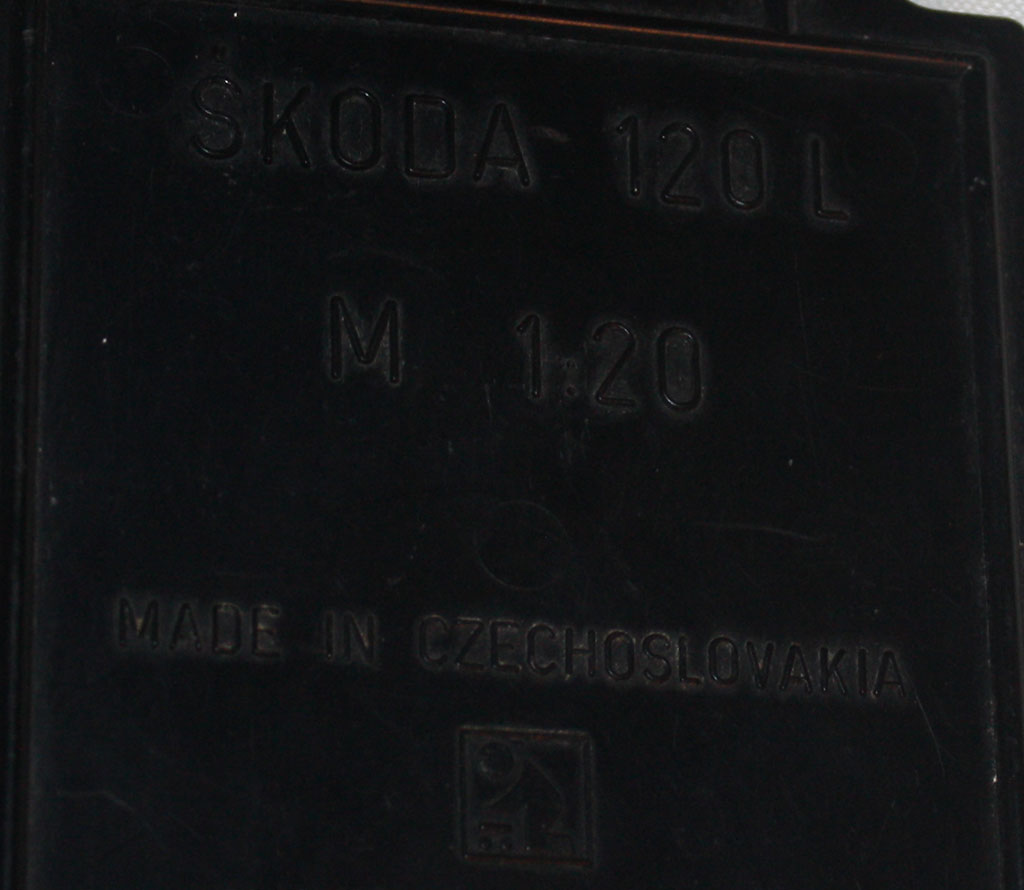 ŠKODA 120 L
M 1:20
MADE IN CZECHOSLOVAKIA